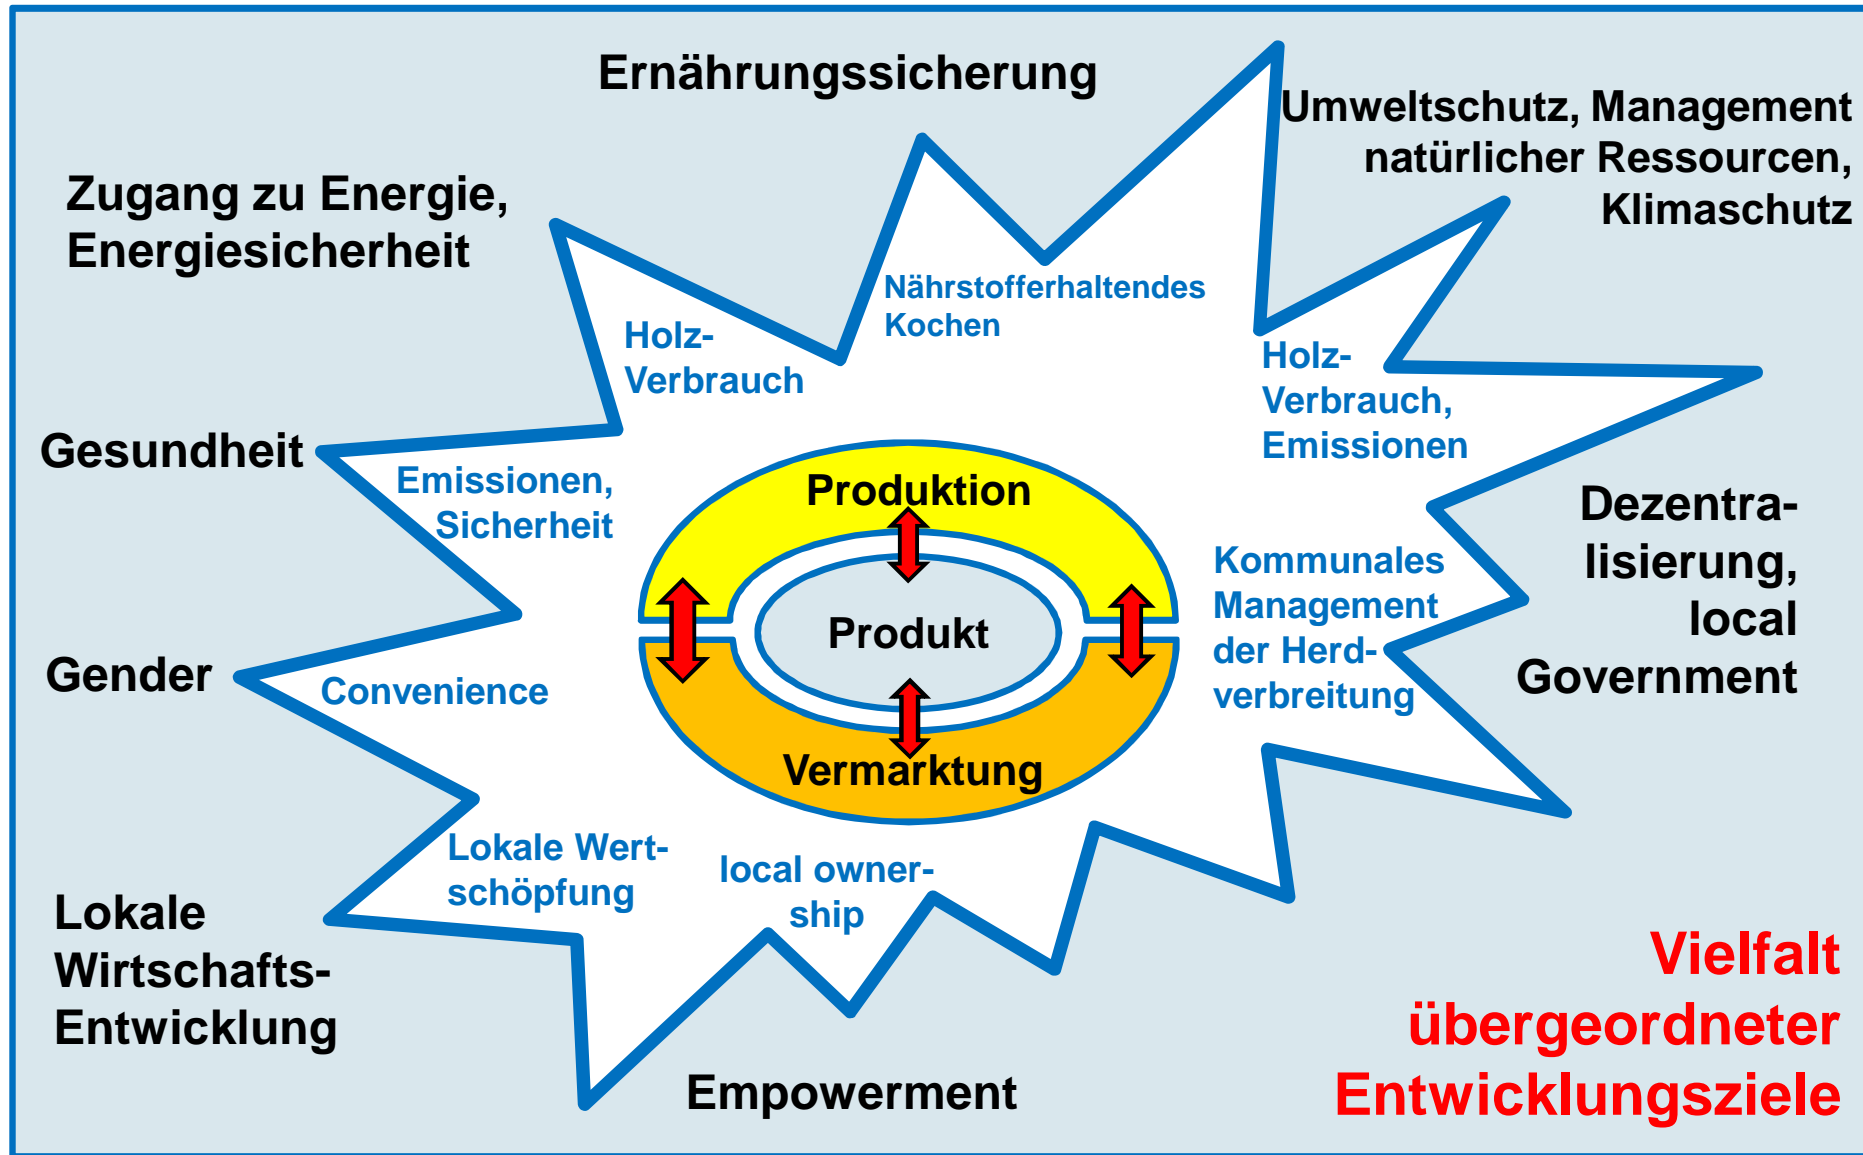 Ernährungssicherung
Umweltschutz, Management
natürlicher Ressourcen,
Klimaschutz
Zugang zu Energie,
Energiesicherheit
Nährstofferhaltendes
Kochen
Holz-
Verbrauch
Holz-
Verbrauch,
Emissionen
Gesundheit
Emissionen,
Sicherheit
Produktion
Dezentra-
lisierung,
local
Government
Kommunales
Management
der Herd-
verbreitung
Produkt
Gender
Convenience
Vermarktung
Lokale Wert-
schöpfung
local owner-
ship
Lokale
Wirtschafts-
Entwicklung
Empowerment
Vielfalt
übergeordneter
Entwicklungsziele